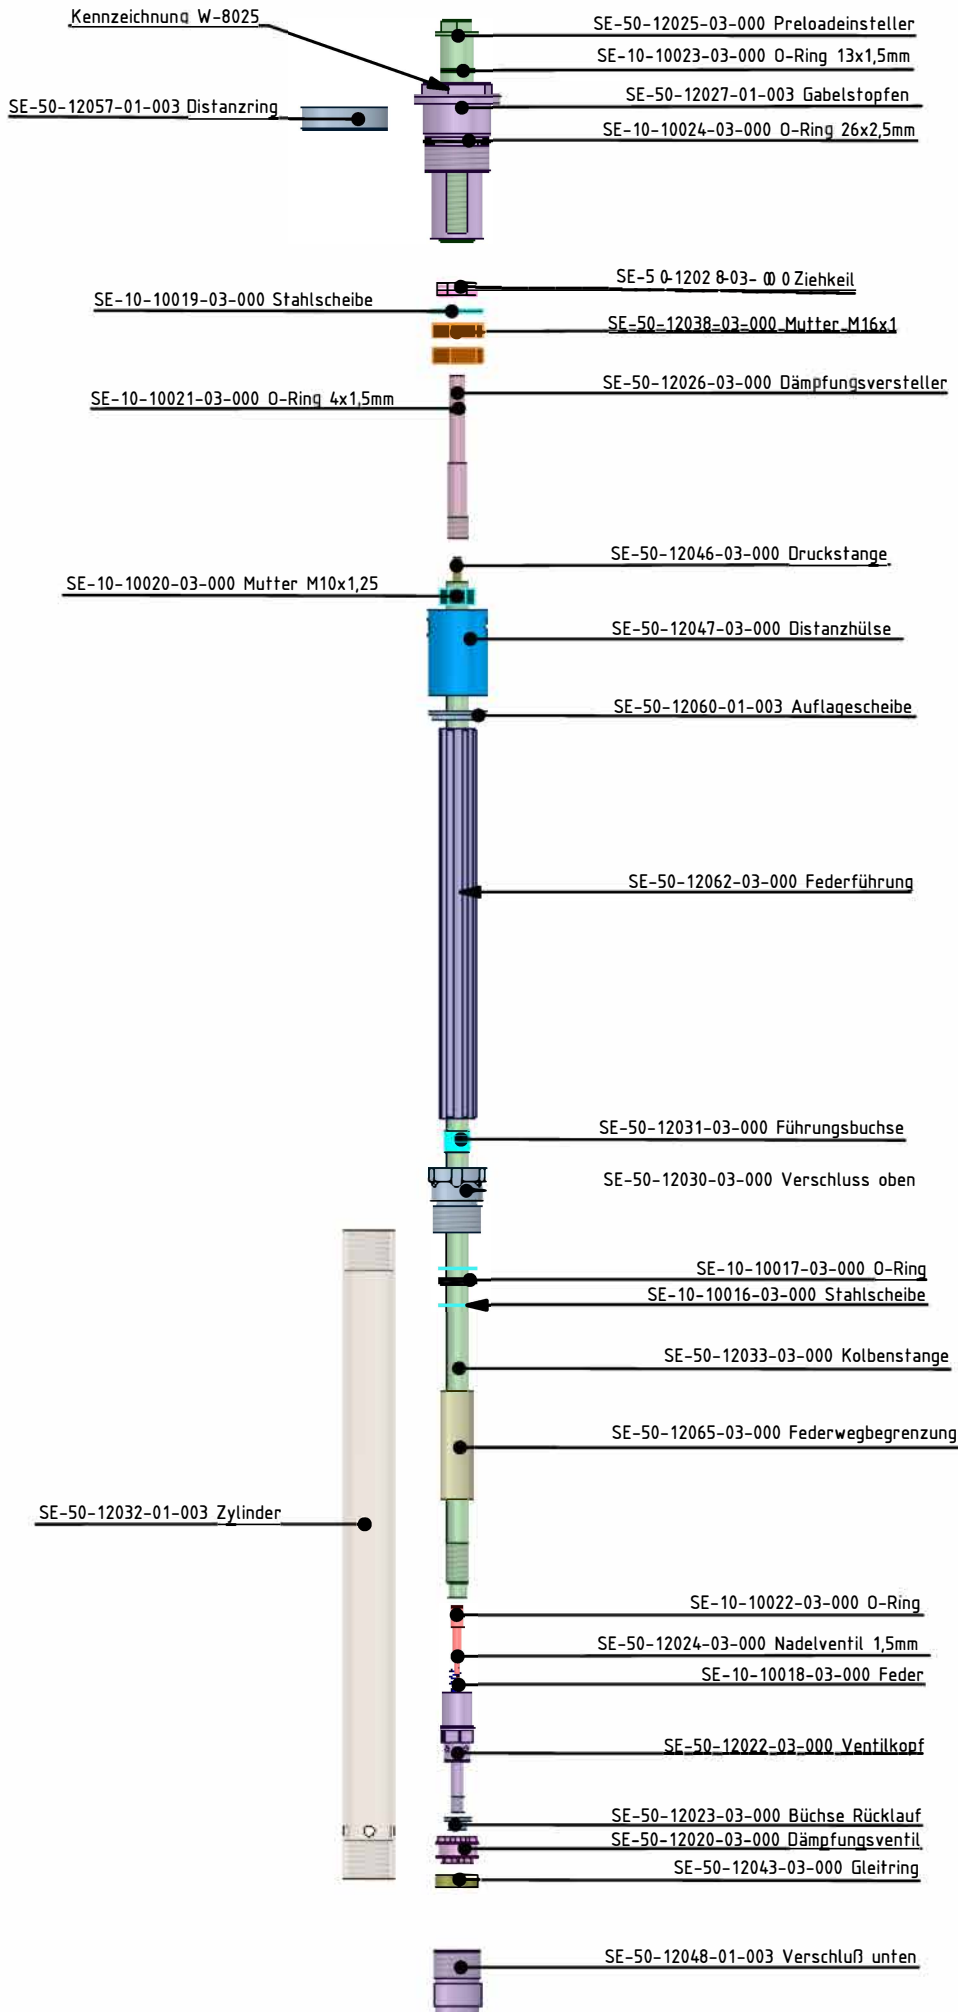 Kennzeichnung W-8025
SE-50-12025-03-000 Preloadeinsteller
SE-10-10023-03-000 O-Ring 13x1,5mm
SE-50-12027-01-003 Gabelstopfen
SE-50-12057-01-003 Distanzring
SE-10-10024-03-000 O-Ring 26x2,5mm
SE-50-12028-03-000 Ziehkeil
SE-10-10019-03-000 Stahlscheibe
SE-50-12038-03-000 Mutter M16x1
SE-50-12026-03-000 Dämpfungsversteller
SE-10-10021-03-000 O-Ring 4x1,5mm
SE-50-12046-03-000 Druckstange
SE-10-10020-03-000 Mutter M10x1,25
SE-50-12047-03-000 Distanzhülse
SE-50-12060-01-003 Auflagescheibe
SE-50-12062-03-000 Federführung
SE-50-12031-03-000 Führungsbuchse
SE-50-12030-03-000 Verschluss oben
SE-10-10017-03-000 O-Ring
SE-10-10016-03-000 Stahlscheibe
SE-50-12033-03-000 Kolbenstange
SE-50-12065-03-000 Federwegbegrenzung
SE-50-12032-01-003 Zylinder
SE-10-10022-03-000 O-Ring
SE-50-12024-03-000 Nadelventil 1,5mm
SE-10-10018-03-000 Feder
SE-50-12022-03-000 Ventilkopf
SE-50-12023-03-000 Büchse Rücklauf
SE-50-12020-03-000 Dämpfungsventil
SE-50-12043-03-000 Gleitring
SE-50-12048-01-003 Verschluß unten